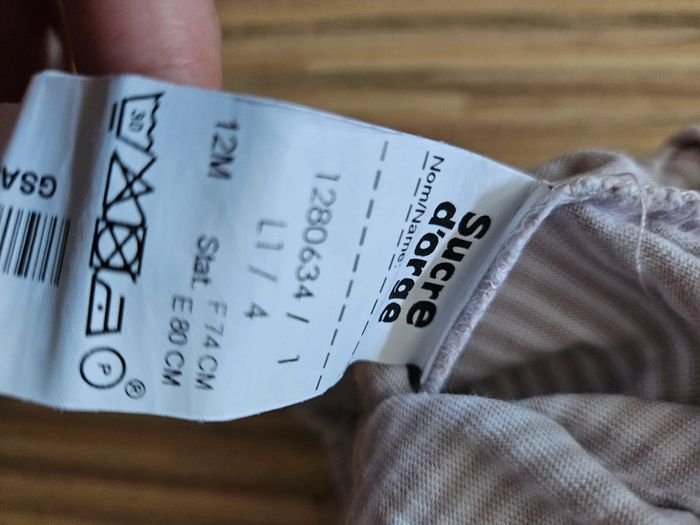 Sucre
d'orge
Nom/Name:
1280634 / 1
L1 / 4
12M
Stat. F 74 CM
E 80 CM
30
P
®
GSA